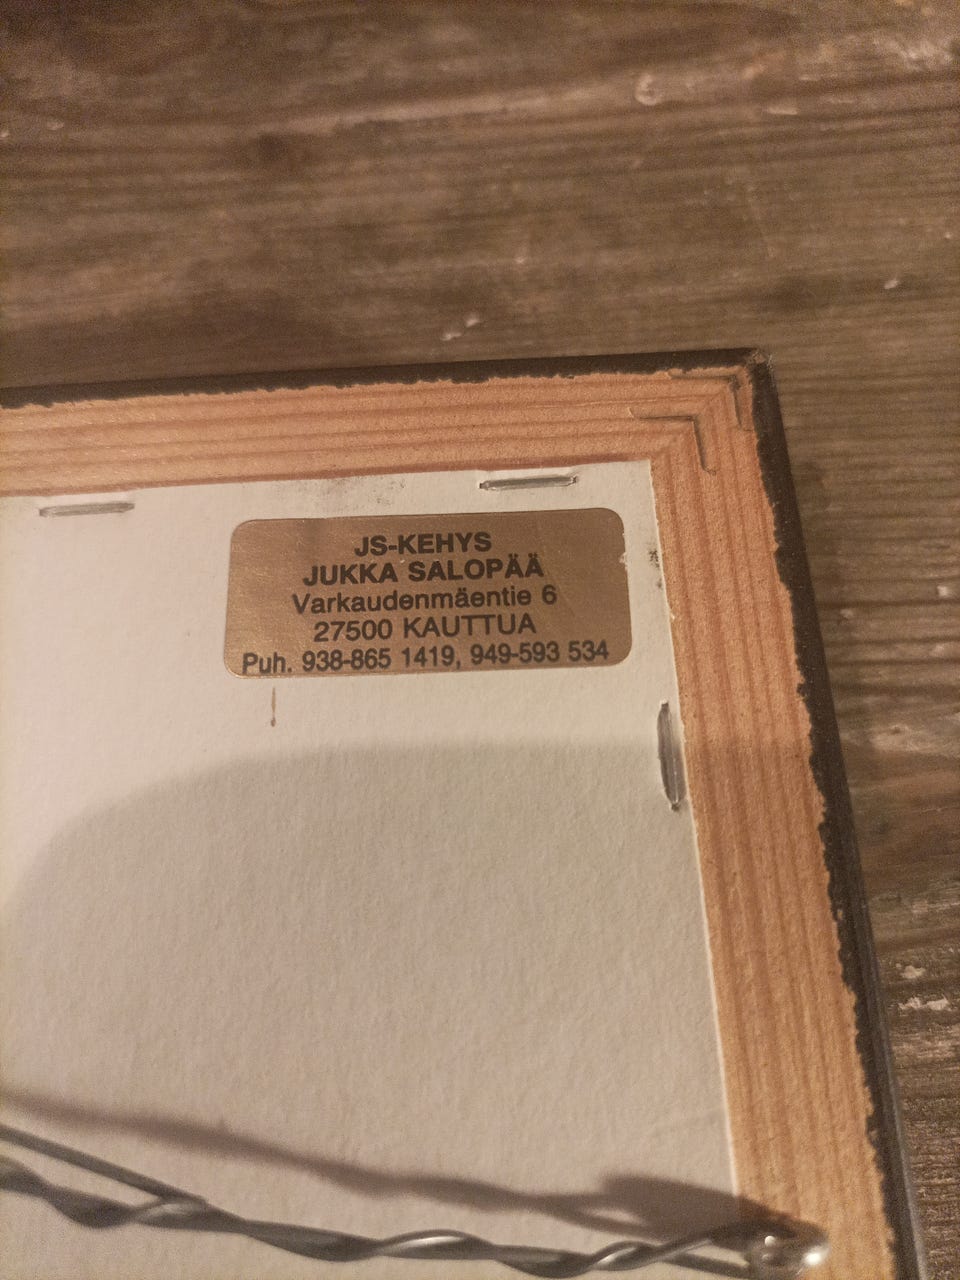 JS-KEHYS
JUKKA SALOPÄÄ
Varkaudenmäentie 6
27500 KAUTTUA
Puh. 938-865 1419, 949-593 534